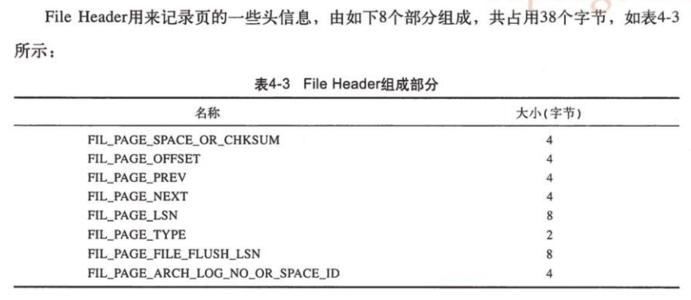 File Header用来记录页的一些头信息，由如下8个部分组成，共占用38个字节，如表4-3
所示：
表4-3 File Header组成部分
名称 大小(字节)
FIL_PAGE_SPACE_OR_CHKSUM 4
FIL_PAGE_OFFSET 4
FIL_PAGE_PREV 4
FIL_PAGE_NEXT 4
FIL_PAGE_LSN 8
FIL_PAGE_TYPE 2
FIL_PAGE_FILE_FLUSH_LSN 8
FIL_PAGE_ARCH_LOG_NO_OR_SPACE_ID 4